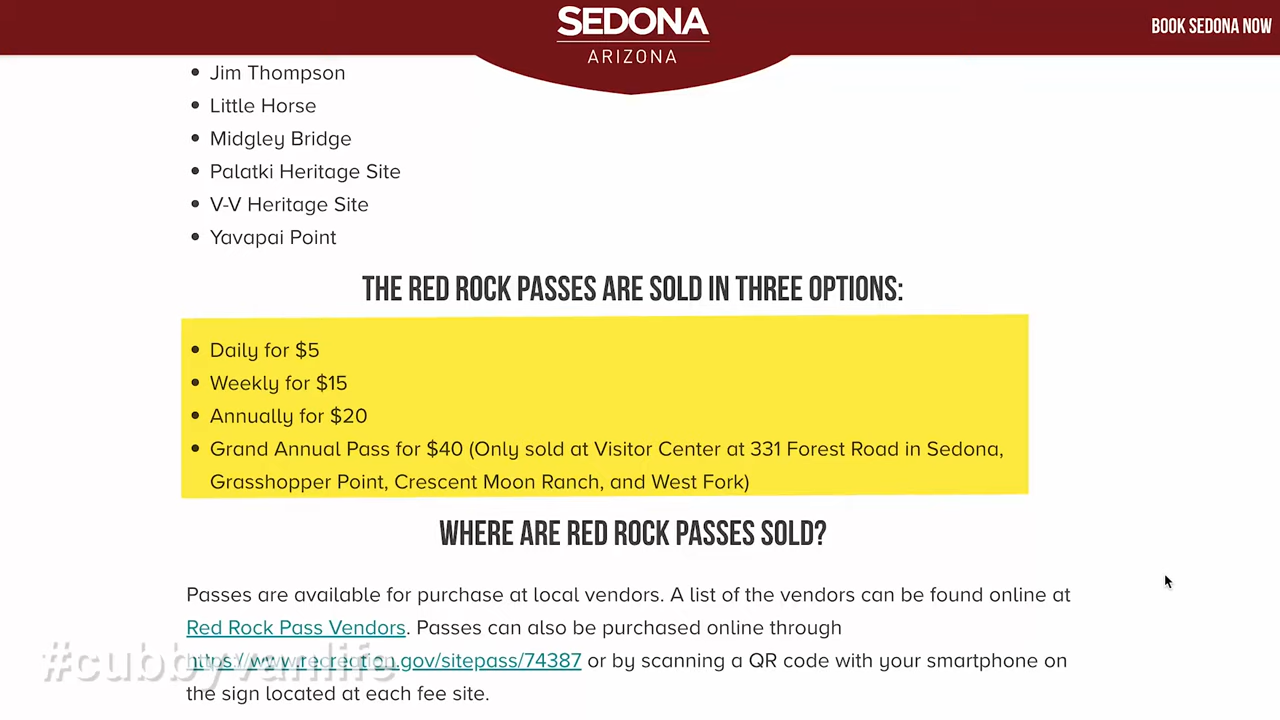 SEDONA
ARIZONA
BOOK SEDONA NOW
Jim Thompson
Little Horse
Midgley Bridge
Palatki Heritage Site
V-V Heritage Site
Yavapai Point
THE RED ROCK PASSES ARE SOLD IN THREE OPTIONS:
Daily for $5
Weekly for $15
Annually for $20
Grand Annual Pass for $40 (Only sold at Visitor Center at 331 Forest Road in Sedona,
Grasshopper Point, Crescent Moon Ranch, and West Fork)
WHERE ARE RED ROCK PASSES SOLD?
Passes are available for purchase at local vendors. A list of the vendors can be found online at
Red Rock Pass Vendors. Passes can also be purchased online through
https://www.recreation.gov/sitepass/74387 or by scanning a QR code with your smartphone on
#cubbyvanlife
the sign located at each fee site.